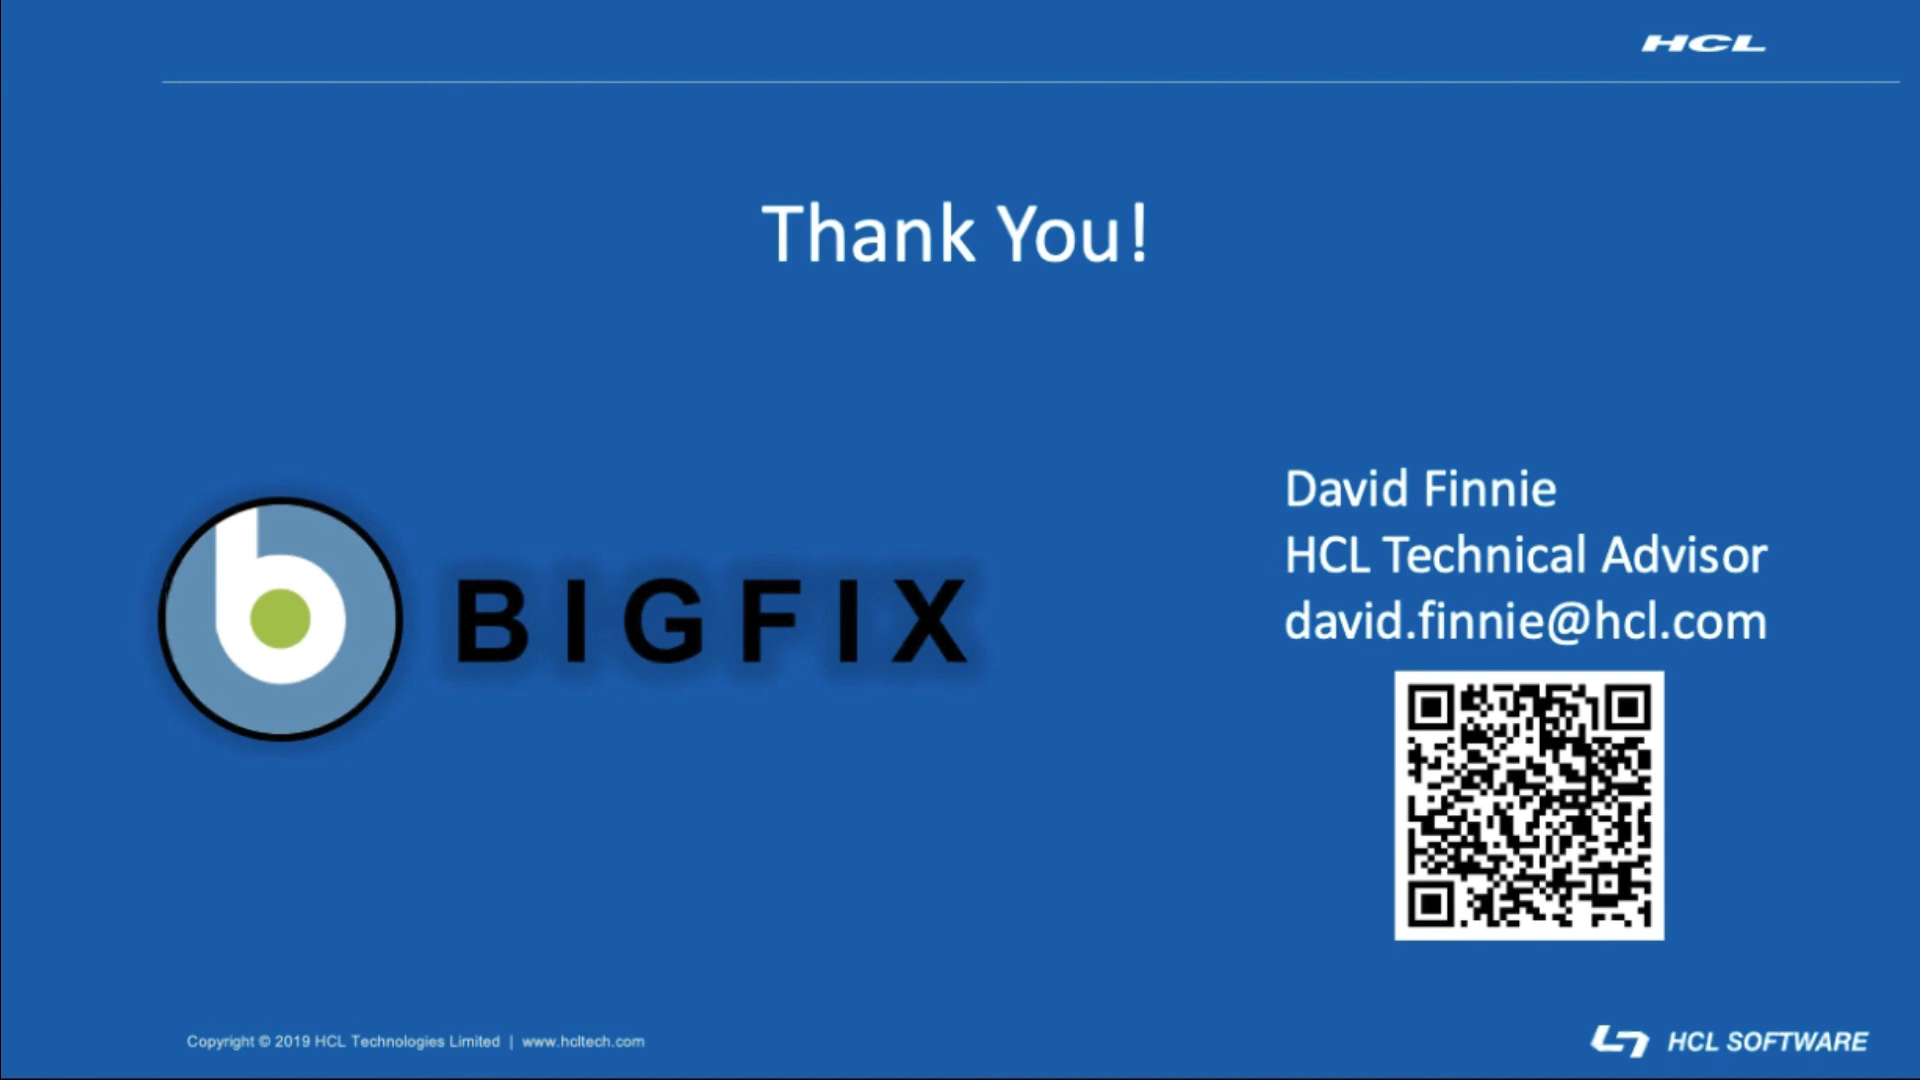 HCL
Thank You!
David Finnie
HCL Technical Advisor
david.finnie@hcl.com
b BIGFIX
Copyright © 2019 HCL Technologies Limited | www.hcltech.com
HCL SOFTWARE